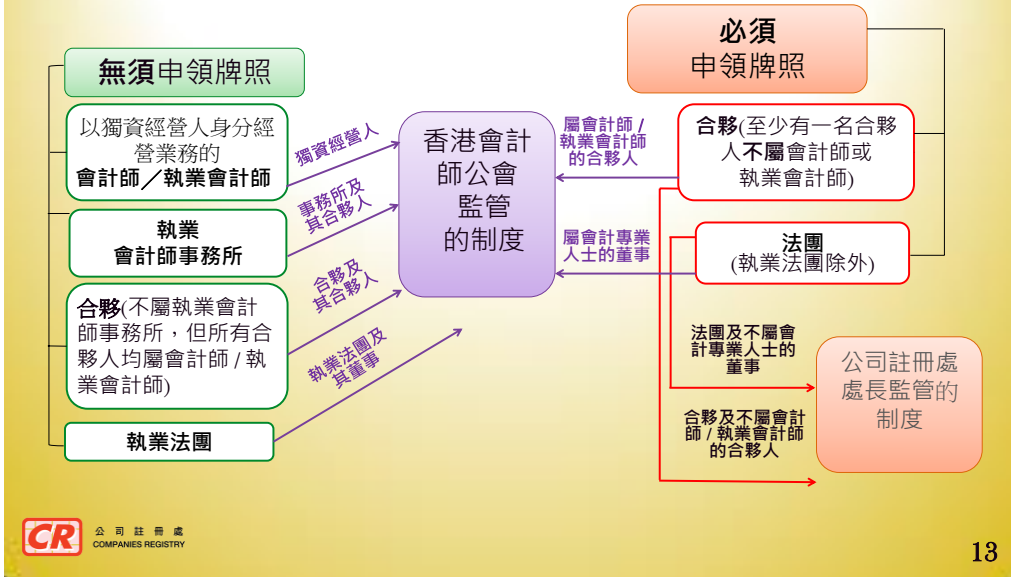 無須申領牌照
以獨資經營人身分經
營業務的
會計師／執業會計師
執業
會計師事務所
合夥(不屬執業會計
師事務所，但所有合
夥人均屬會計師 / 執
業會計師)
執業法團
獨資經營人
事務所及
其合夥人
合夥及
其合夥人
執業法團及
其董事
香港會計
師公會
監管
的制度
必須
申領牌照
屬會計師 /
執業會計師
的合夥人
合夥(至少有一名合夥
人不屬會計師或
執業會計師)
屬會計專業
人士的董事
法團
(執業法團除外)
法團及不屬會
計專業人士的
董事
合夥及不屬會計
師 / 執業會計師
的合夥人
公司註冊處
處長監管的
制度
CR
公司註冊處
COMPANIES REGISTRY
13